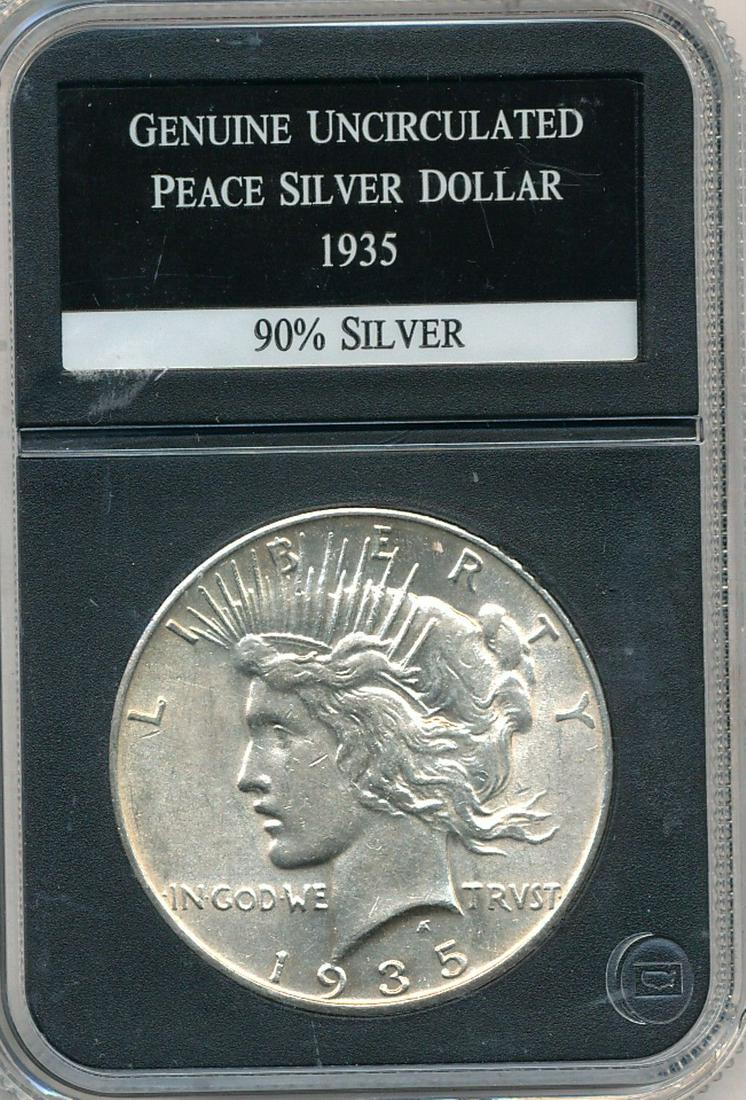 GENUINE UNCIRCULATED
PEACE SILVER DOLLAR
1935
90% SILVER
LIBERTY
IN·GOD·WE TRVST
1935